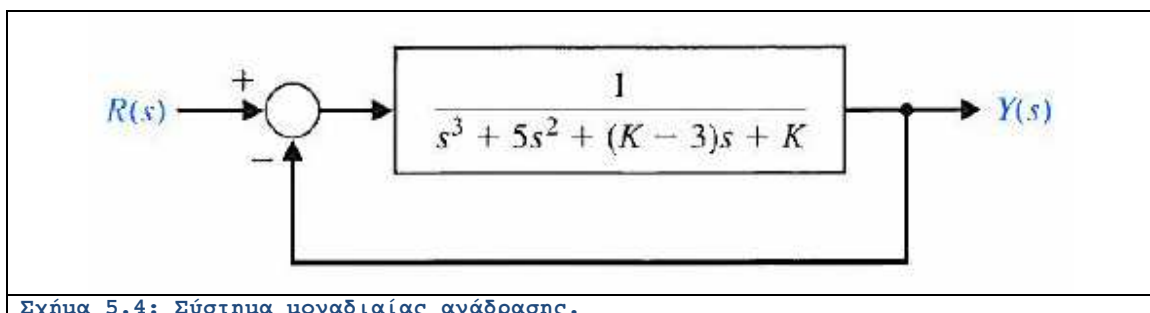 +
1
R(s)
Y(s)
s³ + 5s² + (K − 3)s + K
−
Σχήμα 5.4: Σύστημα μοναδιαίας ανάδρασης.